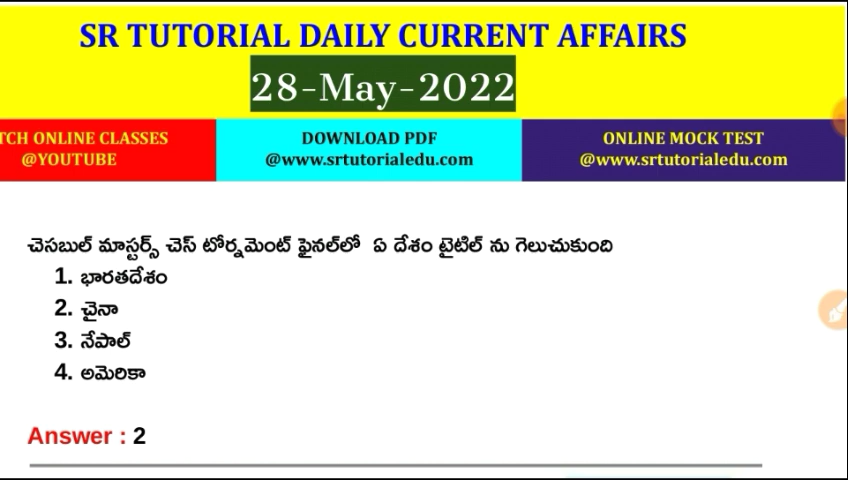 SR TUTORIAL DAILY CURRENT AFFAIRS
28-May-2022
TCH ONLINE CLASSES
@YOUTUBE
DOWNLOAD PDF
@www.srtutorialedu.com
ONLINE MOCK TEST
@www.srtutorialedu.com
చెసబుల్ మాస్టర్స్ చెస్ టోర్నమెంట్ ఫైనల్‌లో ఏ దేశం టైటిల్ ను గెలుచుకుంది
1. భారతదేశం
2. చైనా
3. నేపాల్
4. అమెరికా
Answer : 2